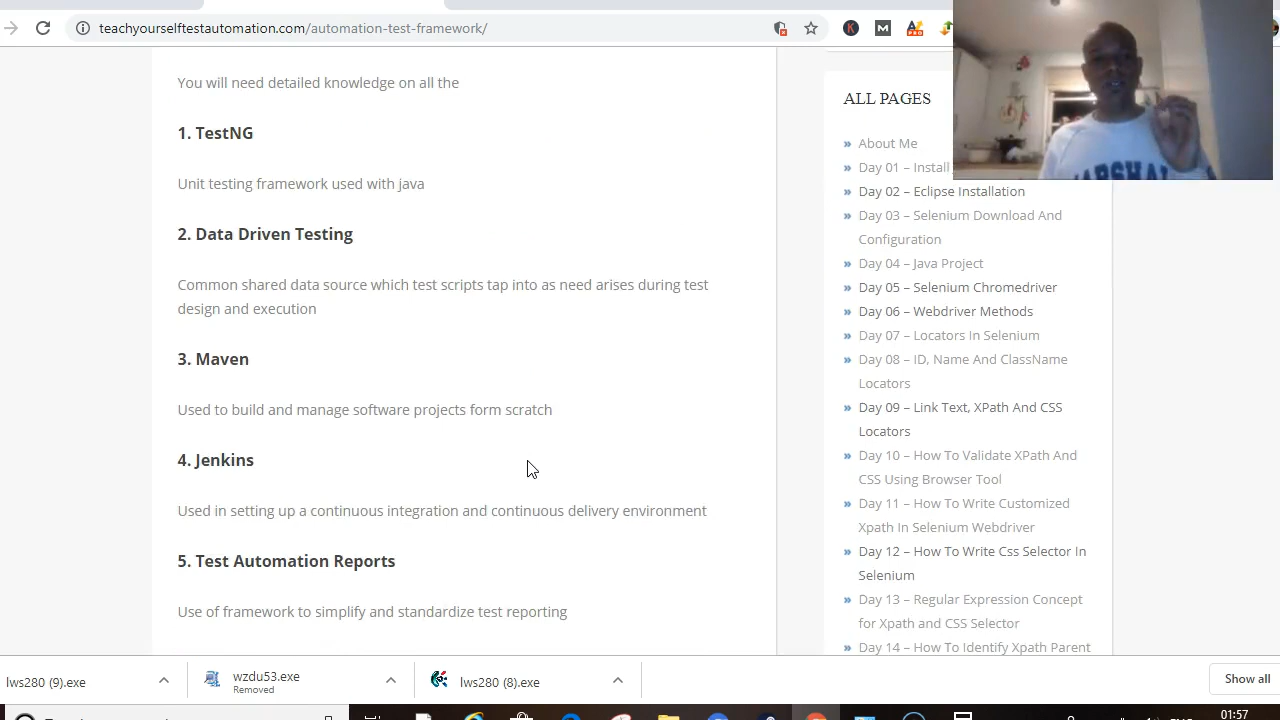 teachyourselftestautomation.com/automation-test-framework/
K
M
PRO
You will need detailed knowledge on all the
1. TestNG
Unit testing framework used with java
2. Data Driven Testing
Common shared data source which test scripts tap into as need arises during test
design and execution
3. Maven
Used to build and manage software projects form scratch
4. Jenkins
Used in setting up a continuous integration and continuous delivery environment
5. Test Automation Reports
Use of framework to simplify and standardize test reporting
ALL PAGES
» About Me
» Day 01 – Install
» Day 02 – Eclipse Installation
» Day 03 – Selenium Download And
Configuration
» Day 04 – Java Project
» Day 05 – Selenium Chromedriver
» Day 06 – Webdriver Methods
» Day 07 – Locators In Selenium
» Day 08 – ID, Name And ClassName
Locators
» Day 09 – Link Text, XPath And CSS
Locators
» Day 10 – How To Validate XPath And
CSS Using Browser Tool
» Day 11 – How To Write Customized
Xpath In Selenium Webdriver
» Day 12 – How To Write Css Selector In
Selenium
» Day 13 – Regular Expression Concept
for Xpath and CSS Selector
» Day 14 – How To Identify Xpath Parent
lws280 (9).exe
wzdu53.exe
Removed
lws280 (8).exe
Show all
01:57